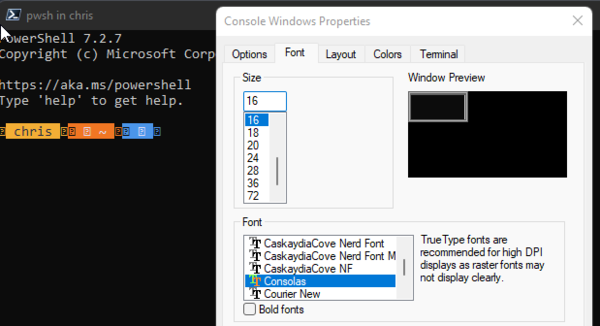 pwsh in chris
PowerShell 7.2.7
Copyright (c) Microsoft Corp
https://aka.ms/powershell
Type 'help' to get help.
chris ~
Console Windows Properties
Options Font Layout Colors Terminal
Size
16
16
18
20
24
28
36
72
Window Preview
Font
CaskaydiaCove Nerd Font
CaskaydiaCove Nerd Font M
CaskaydiaCove NF
Consolas
Courier New
Bold fonts
TrueType fonts are
recommended for high DPI
displays as raster fonts may
not display clearly.